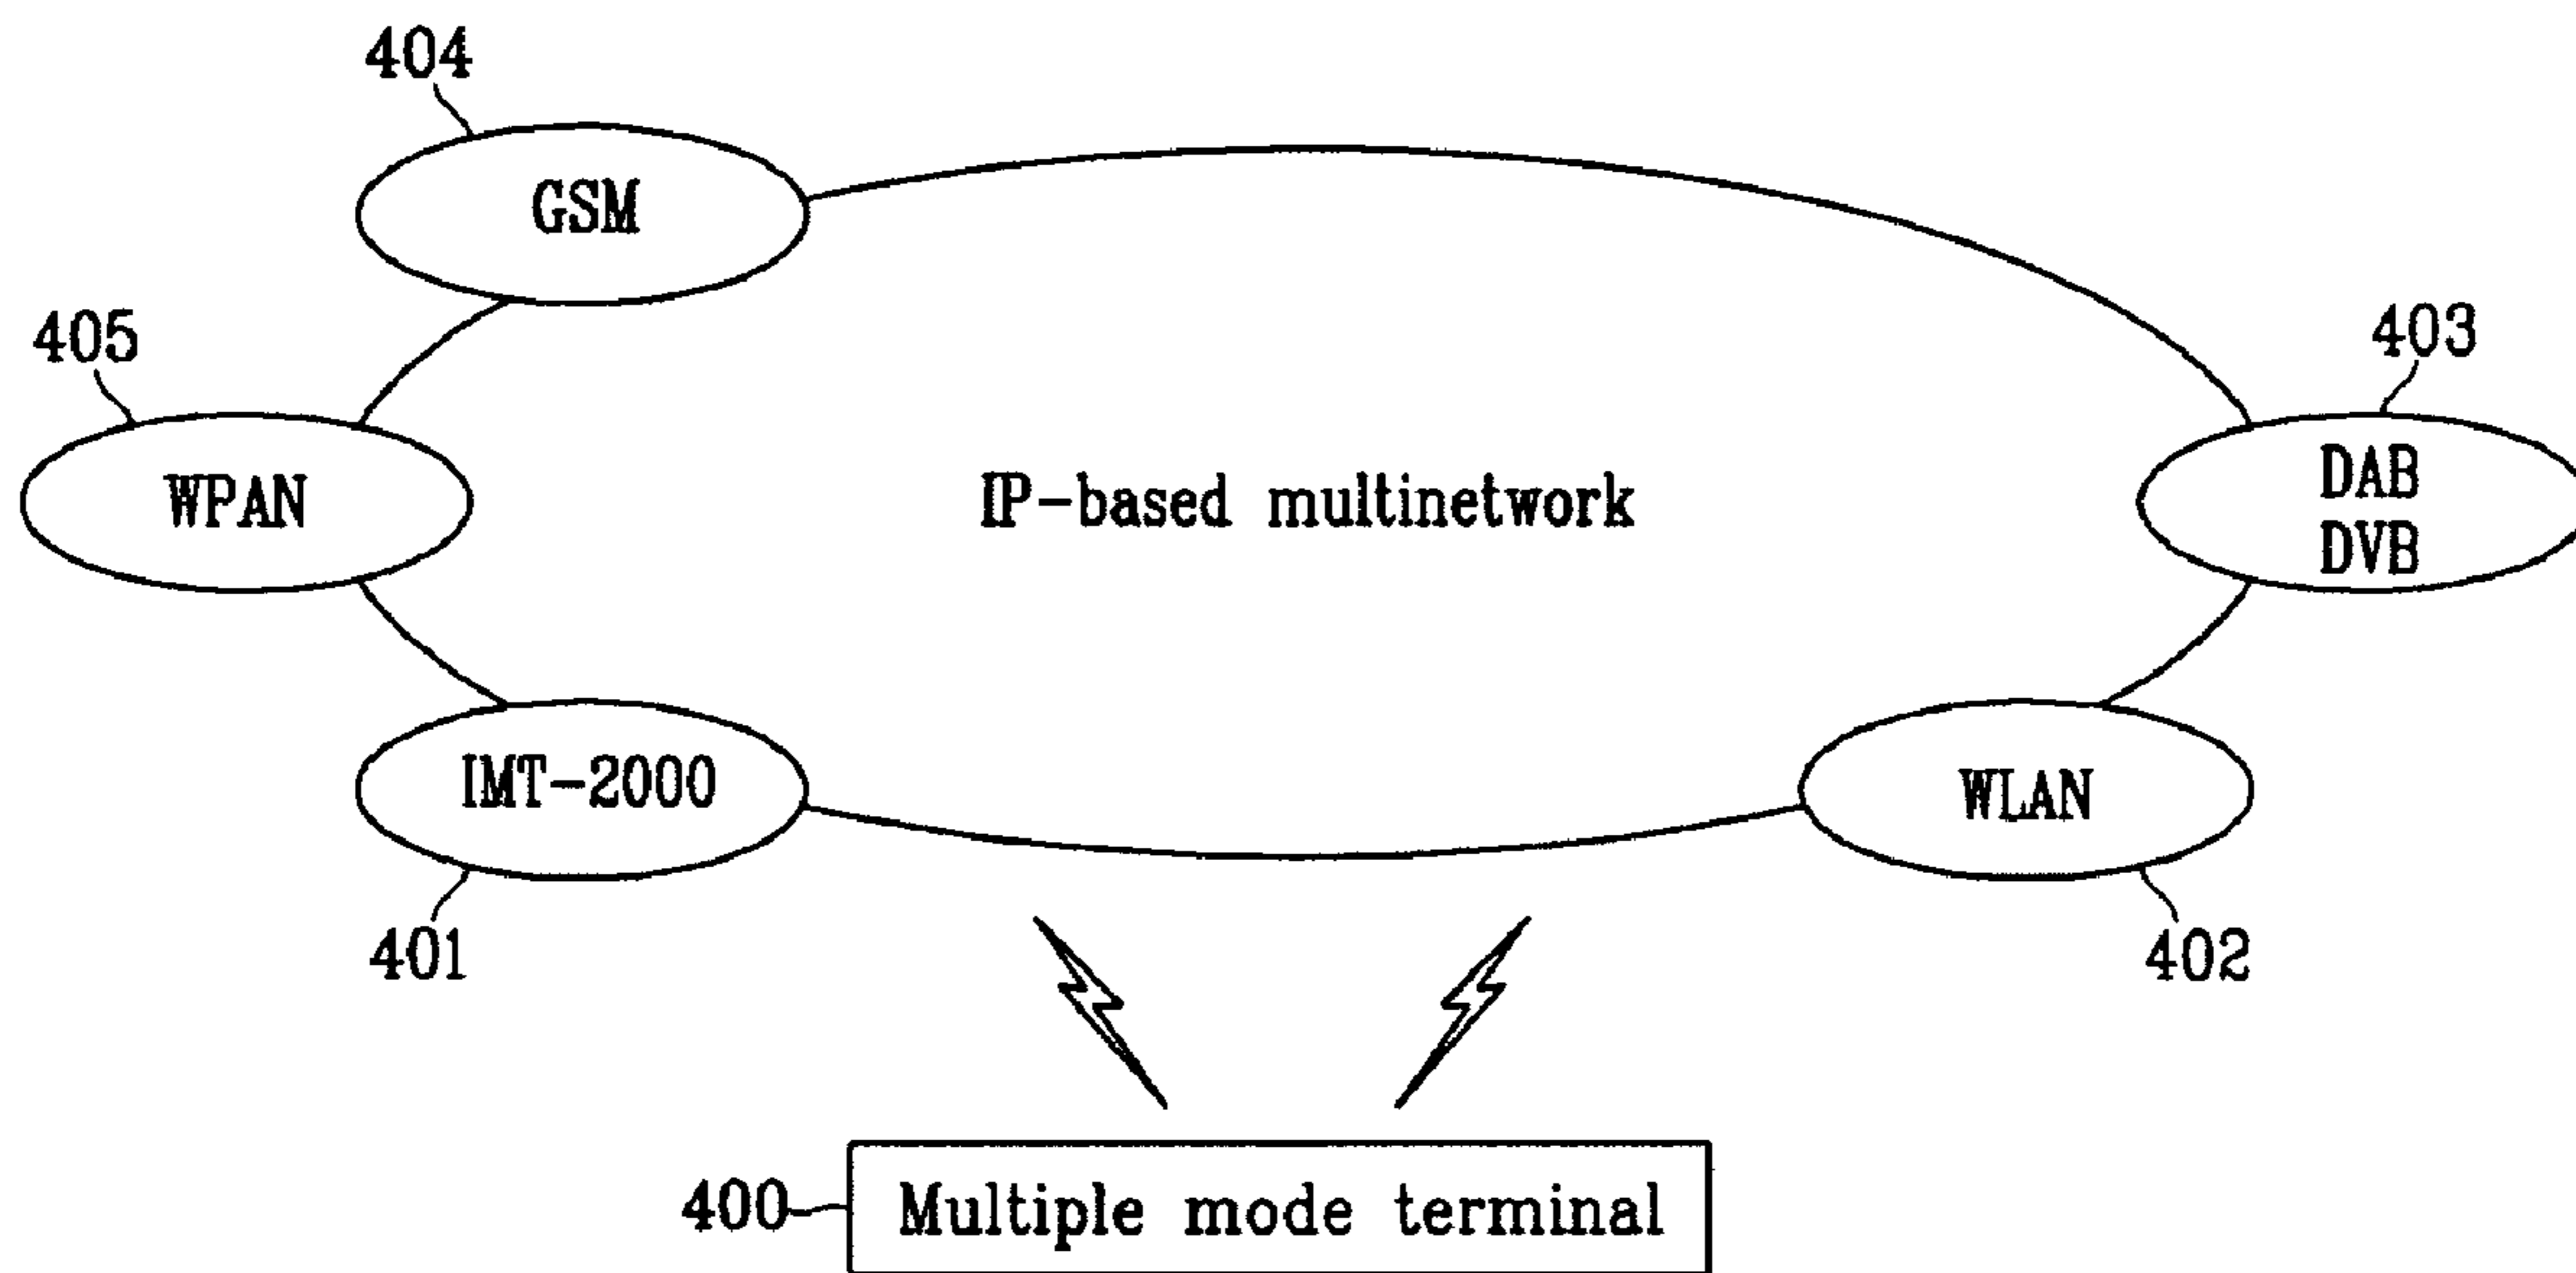 404
GSM
405
403
WPAN
IP-based multinetwork
DAB
DVB
IMT-2000
WLAN
401
402
400
Multiple mode terminal